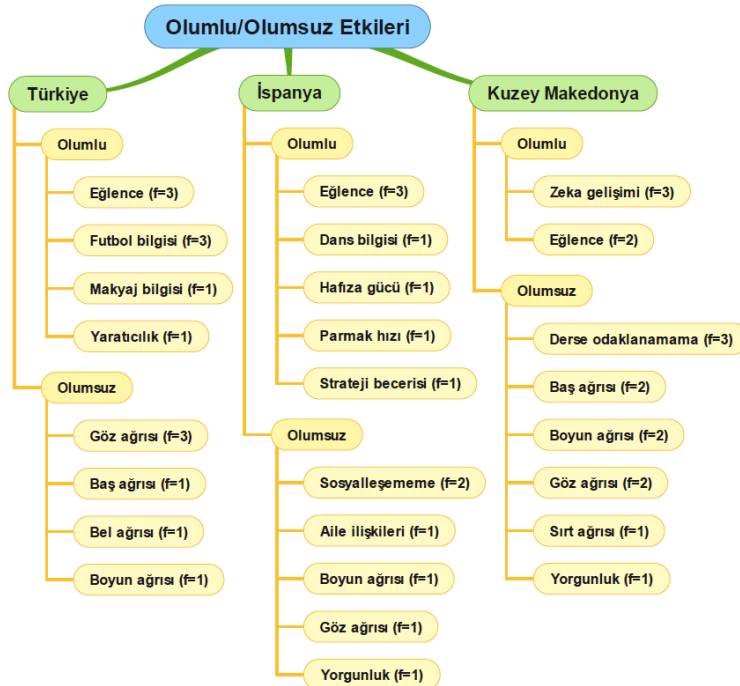 Olumlu/Olumsuz Etkileri
Türkiye
Olumlu
Eğlence (f=3)
Futbol bilgisi (f=3)
Makyaj bilgisi (f=1)
Yaratıcılık (f=1)
Olumsuz
Göz ağrısı (f=3)
Baş ağrısı (f=1)
Bel ağrısı (f=1)
Boyun ağrısı (f=1)
İspanya
Olumlu
Eğlence (f=3)
Dans bilgisi (f=1)
Hafıza gücü (f=1)
Parmak hızı (f=1)
Strateji becerisi (f=1)
Olumsuz
Sosyalleşememe (f=2)
Aile ilişkileri (f=1)
Boyun ağrısı (f=1)
Göz ağrısı (f=1)
Yorgunluk (f=1)
Kuzey Makedonya
Olumlu
Zeka gelişimi (f=3)
Eğlence (f=2)
Olumsuz
Derse odaklanamama (f=3)
Baş ağrısı (f=2)
Boyun ağrısı (f=2)
Göz ağrısı (f=2)
Sırt ağrısı (f=1)
Yorgunluk (f=1)